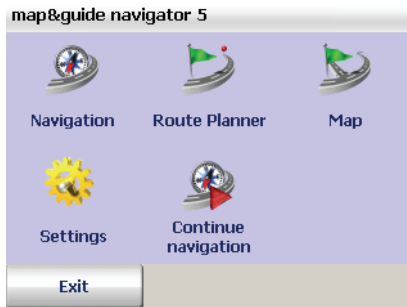 map&guide navigator 5
Navigation
Route Planner
Map
Settings
Continue
navigation
Exit